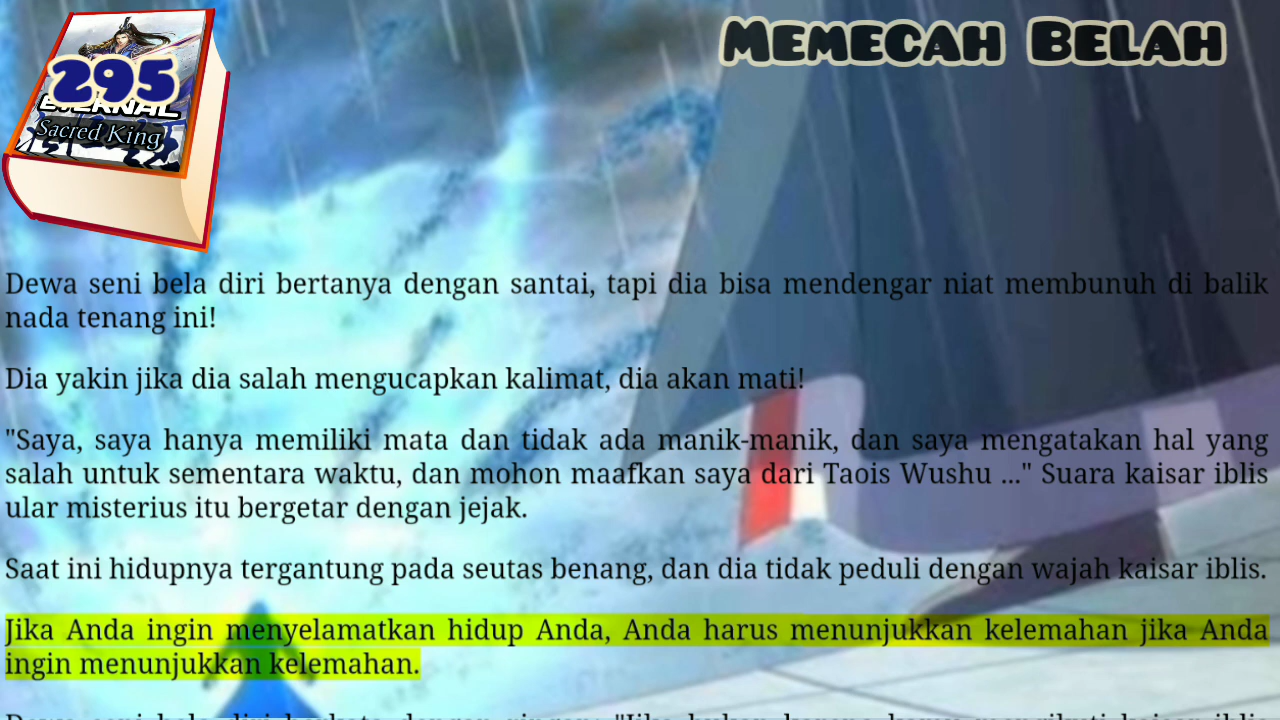 Memecah Belah
295
ETERNAL
Sacred King
Dewa seni bela diri bertanya dengan santai, tapi dia bisa mendengar niat membunuh di balik
nada tenang ini!
Dia yakin jika dia salah mengucapkan kalimat, dia akan mati!
"Saya, saya hanya memiliki mata dan tidak ada manik-manik, dan saya mengatakan hal yang
salah untuk sementara waktu, dan mohon maafkan saya dari Taois Wushu ..." Suara kaisar iblis
ular misterius itu bergetar dengan jejak.
Saat ini hidupnya tergantung pada seutas benang, dan dia tidak peduli dengan wajah kaisar iblis.
Jika Anda ingin menyelamatkan hidup Anda, Anda harus menunjukkan kelemahan jika Anda
ingin menunjukkan kelemahan.